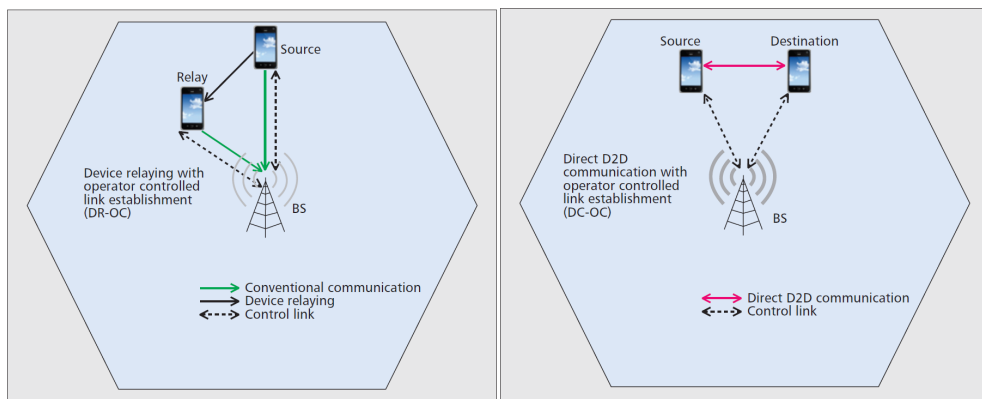 Source
Relay
Device relaying with
operator controlled
link establishment
(DR-OC)
BS
Conventional communication
Device relaying
Control link
Source
Destination
Direct D2D
communication with
operator controlled
link establishment
(DC-OC)
BS
Direct D2D communication
Control link